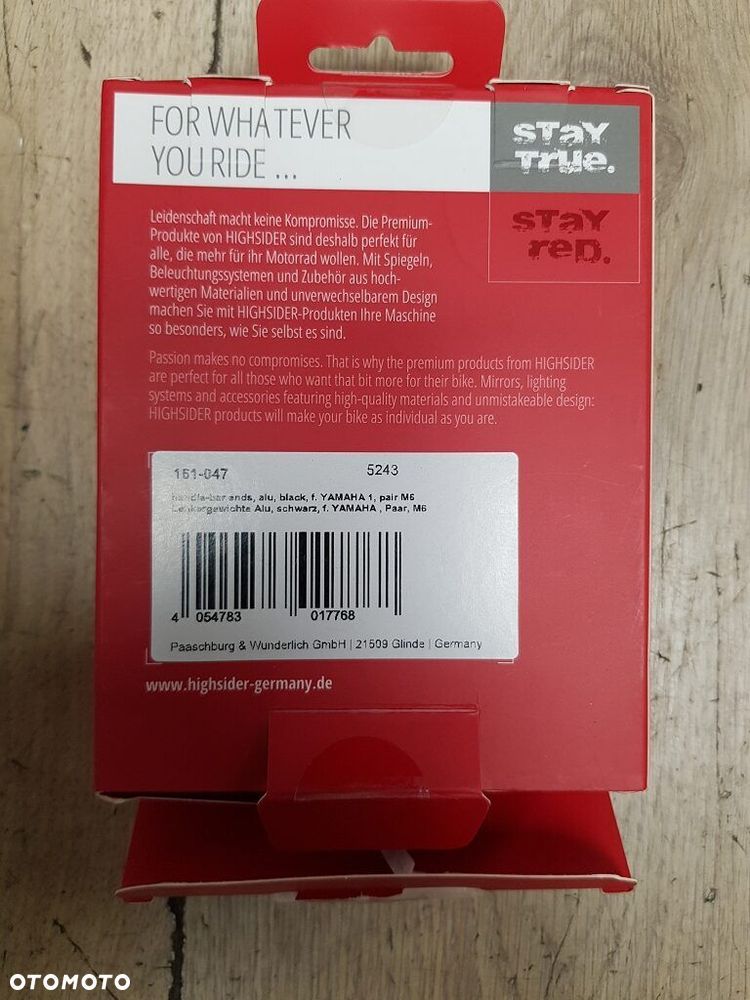 FOR WHATEVER
YOU RIDE ...
STAY
TRUE.
STAY
RED.
Leidenschaft macht keine Kompromisse. Die Premium-
Produkte von HIGHSIDER sind deshalb perfekt für
alle, die mehr für ihr Motorrad wollen. Mit Spiegeln,
Beleuchtungssystemen und Zubehör aus hoch-
wertigen Materialien und unverwechselbarem Design
machen Sie mit HIGHSIDER-Produkten Ihre Maschine
so besonders, wie Sie selbst es sind.
Passion makes no compromises. That is why the premium products from HIGHSIDER
are perfect for all those who want that bit more for their bike. Mirrors, lighting
systems and accessories featuring high-quality materials and unmistakeable design:
HIGHSIDER products will make your bike as individual as you are.
161-047 5243
handle-bar ends, alu, black, f. YAMAHA 1, pair M6
Lenkergewichte Alu, schwarz, f. YAMAHA , Paar, M6
4 054783 017768
Paaschburg & Wunderlich GmbH | 21509 Glinde | Germany
www.highsider-germany.de
OTOMOTO